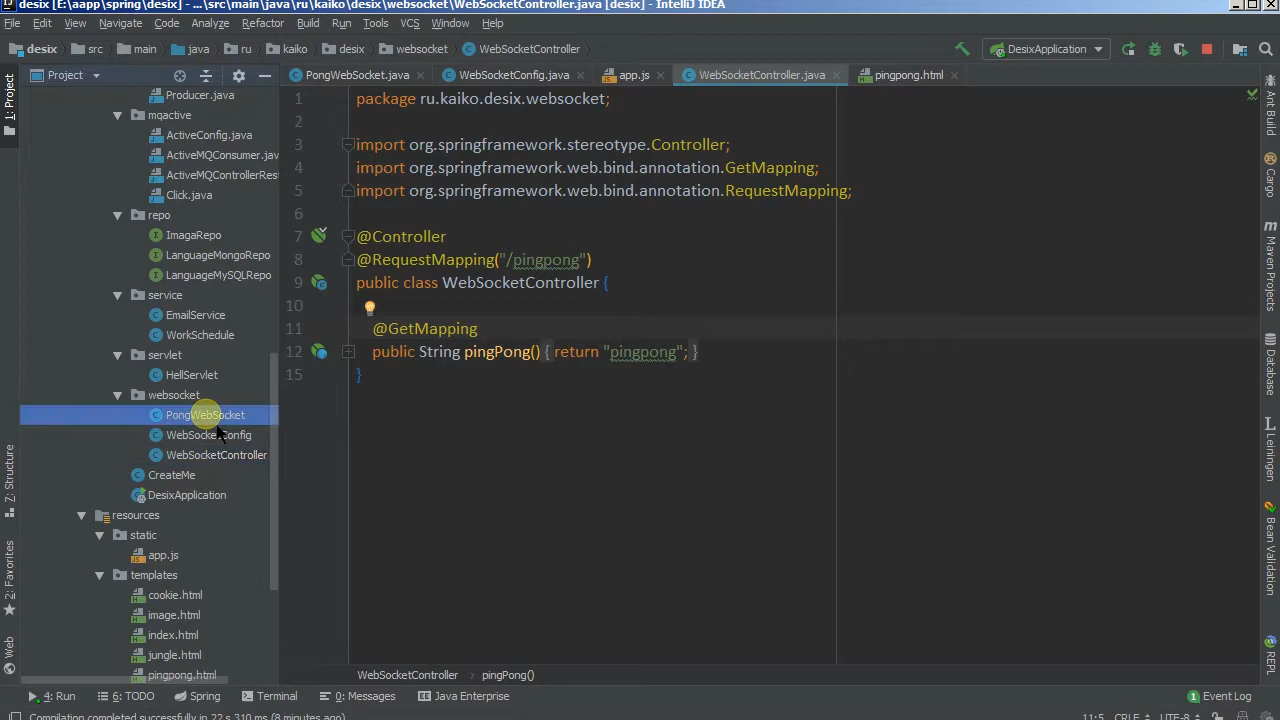 desix [E:\aapp\spring\desix] - ...\src\main\java\ru\kaiko\desix\websocket\WebSocketController.java [desix] - IntelliJ IDEA
File Edit View Navigate Code Analyze Refactor Build Run Tools VCS Window Help
desix src main java ru kaiko desix websocket WebSocketController DesixApplication
Project PongWebSocket.java WebSocketConfig.java app.js WebSocketController.java pingpong.html
1: Project
7: Structure
2: Favorites
Web
Producer.java
mqactive
ActiveConfig.java
ActiveMQConsumer.jav
ActiveMQControllerRest
Click.java
repo
ImagaRepo
LanguageMongoRepo
LanguageMySQLRepo
service
EmailService
WorkSchedule
servlet
HellServlet
websocket
PongWebSocket
WebSocketConfig
WebSocketController
CreateMe
DesixApplication
resources
static
app.js
templates
cookie.html
image.html
index.html
jungle.html
pingpong.html
1 package ru.kaiko.desix.websocket;
2
3 import org.springframework.stereotype.Controller;
4 import org.springframework.web.bind.annotation.GetMapping;
5 import org.springframework.web.bind.annotation.RequestMapping;
6
7 @Controller
8 @RequestMapping("/pingpong")
9 public class WebSocketController {
10
11 @GetMapping
12 public String pingPong() { return "pingpong"; }
15 }
WebSocketController pingPong()
Ant Build
Cargo
Maven Projects
Database
Leiningen
Bean Validation
REPL
4: Run 6: TODO Spring Terminal 0: Messages Java Enterprise 1 Event Log
Compilation completed successfully in 22 s 310 ms (8 minutes ago) 11:5 CRLF UTF-8